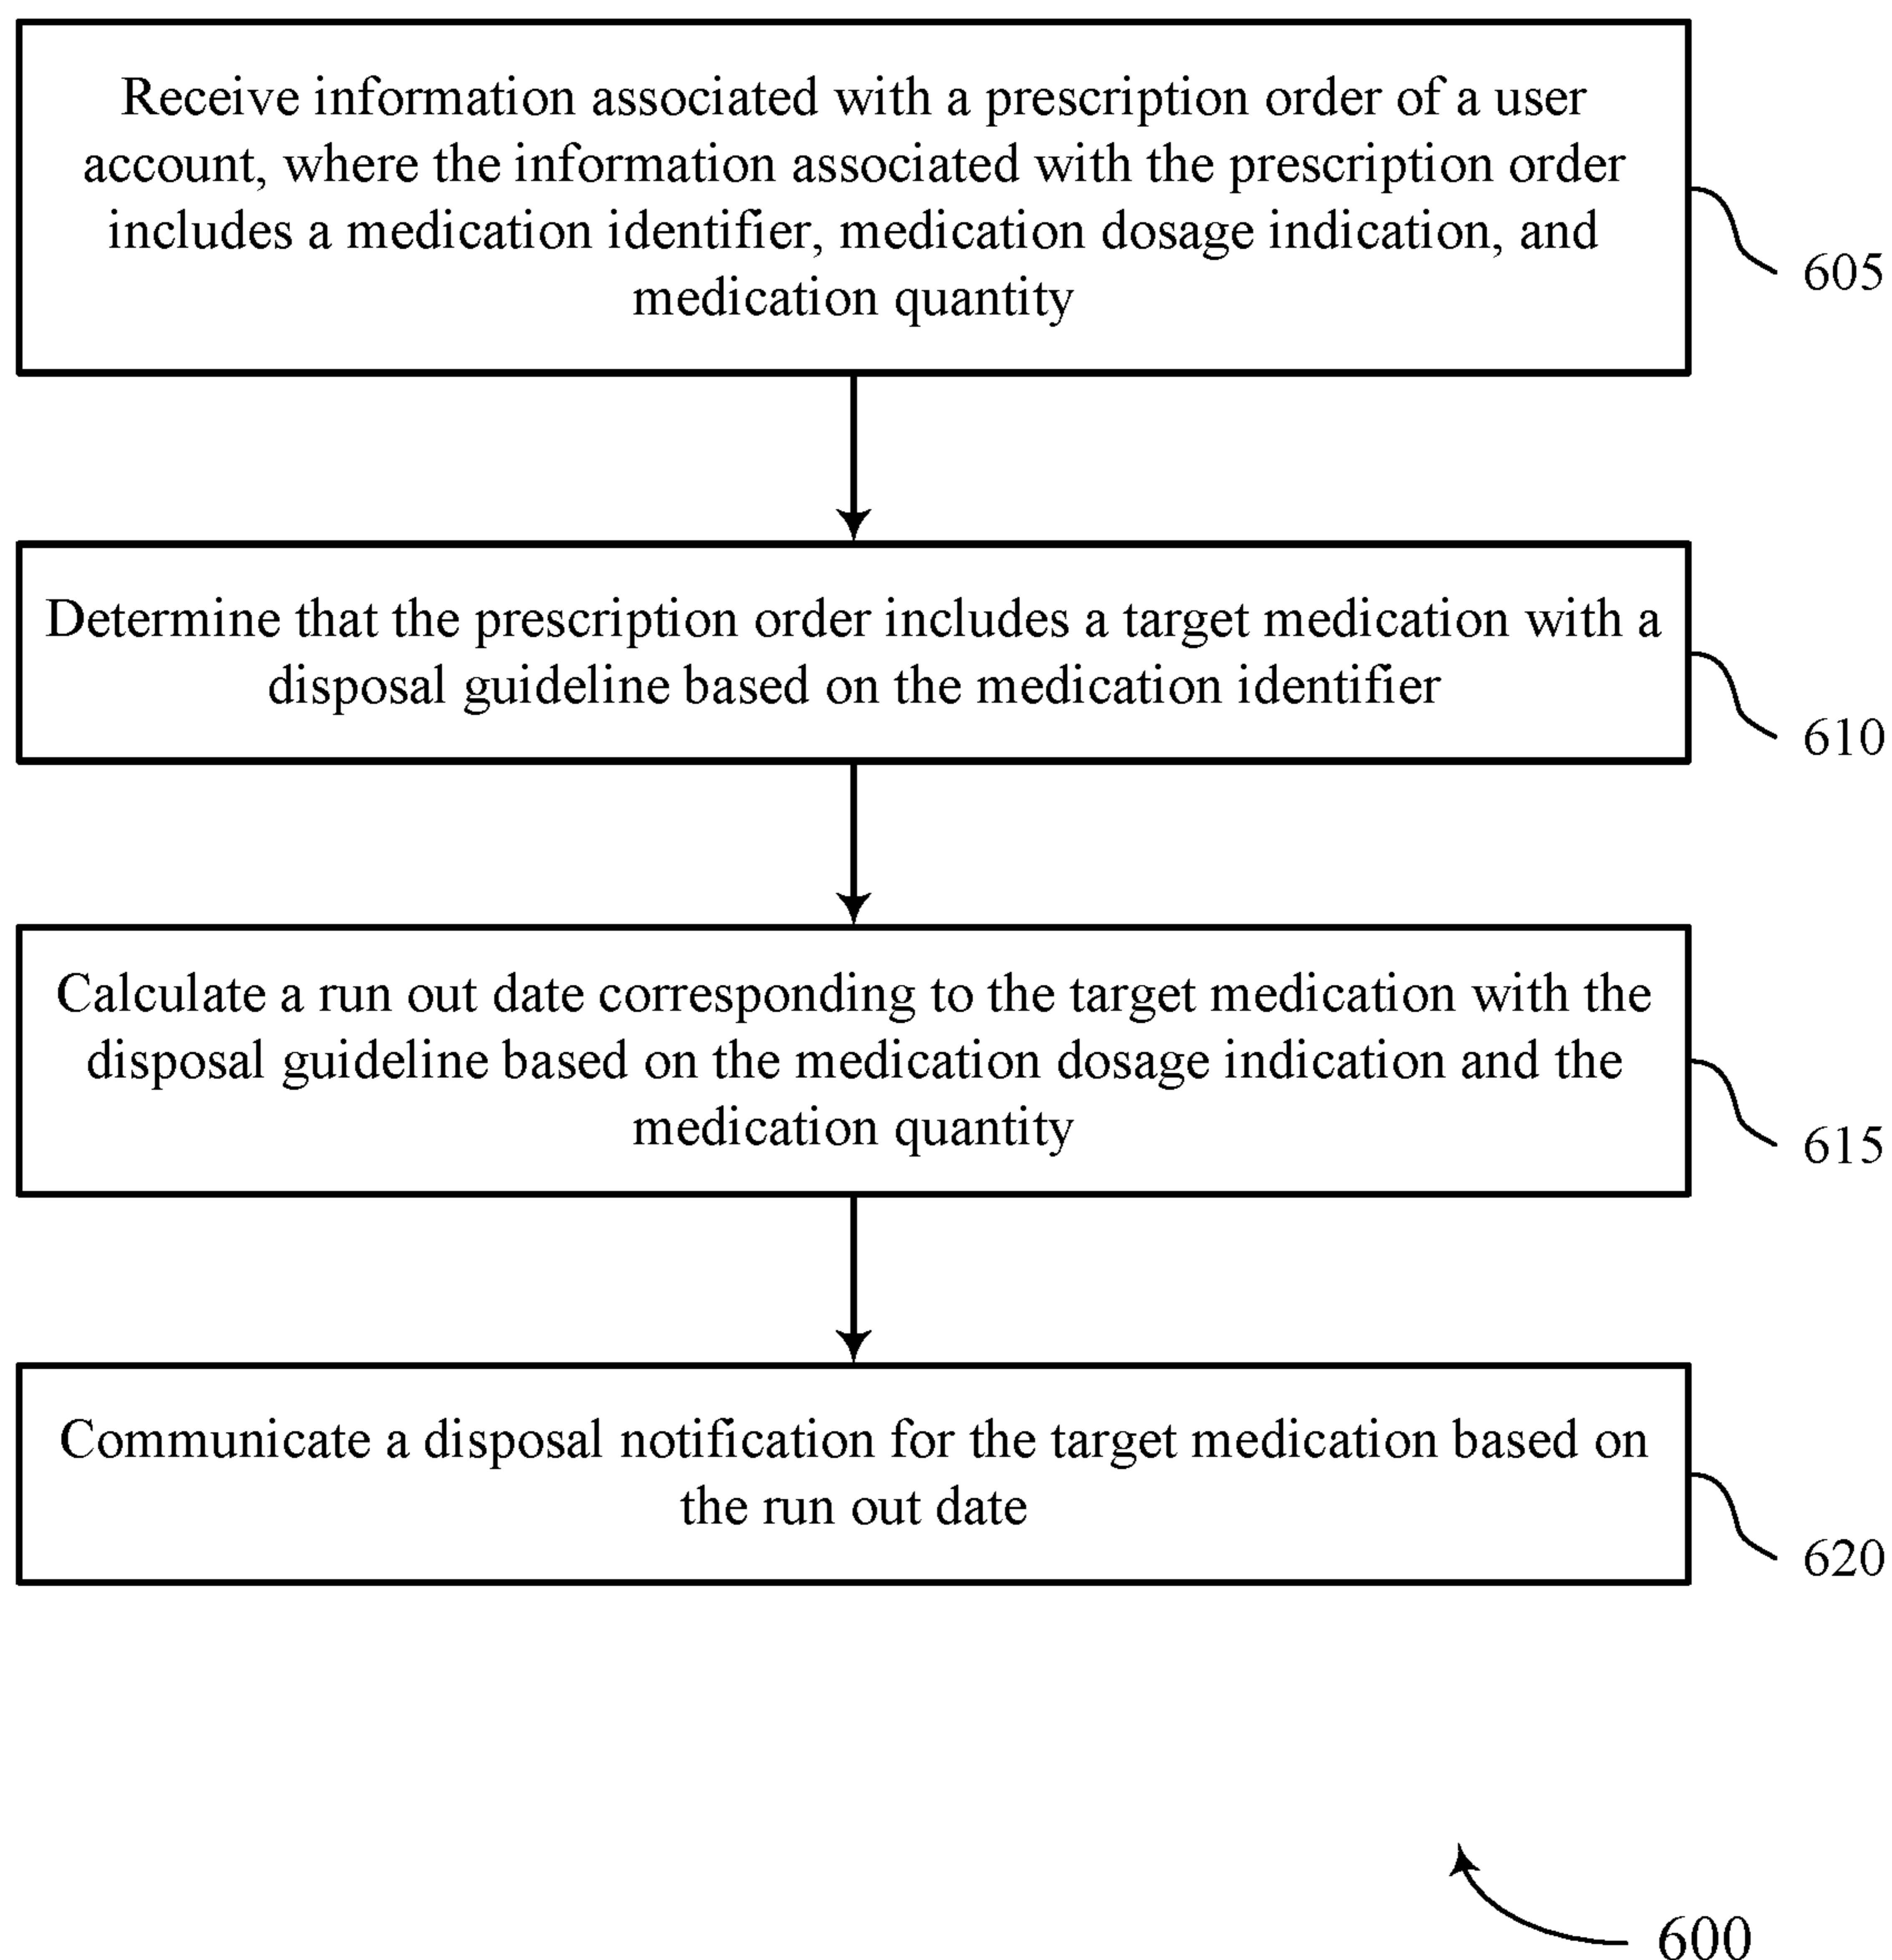 Receive information associated with a prescription order of a user
account, where the information associated with the prescription order
includes a medication identifier, medication dosage indication, and
medication quantity
605
Determine that the prescription order includes a target medication with a
disposal guideline based on the medication identifier
610
Calculate a run out date corresponding to the target medication with the
disposal guideline based on the medication dosage indication and the
medication quantity
615
Communicate a disposal notification for the target medication based on
the run out date
620
600